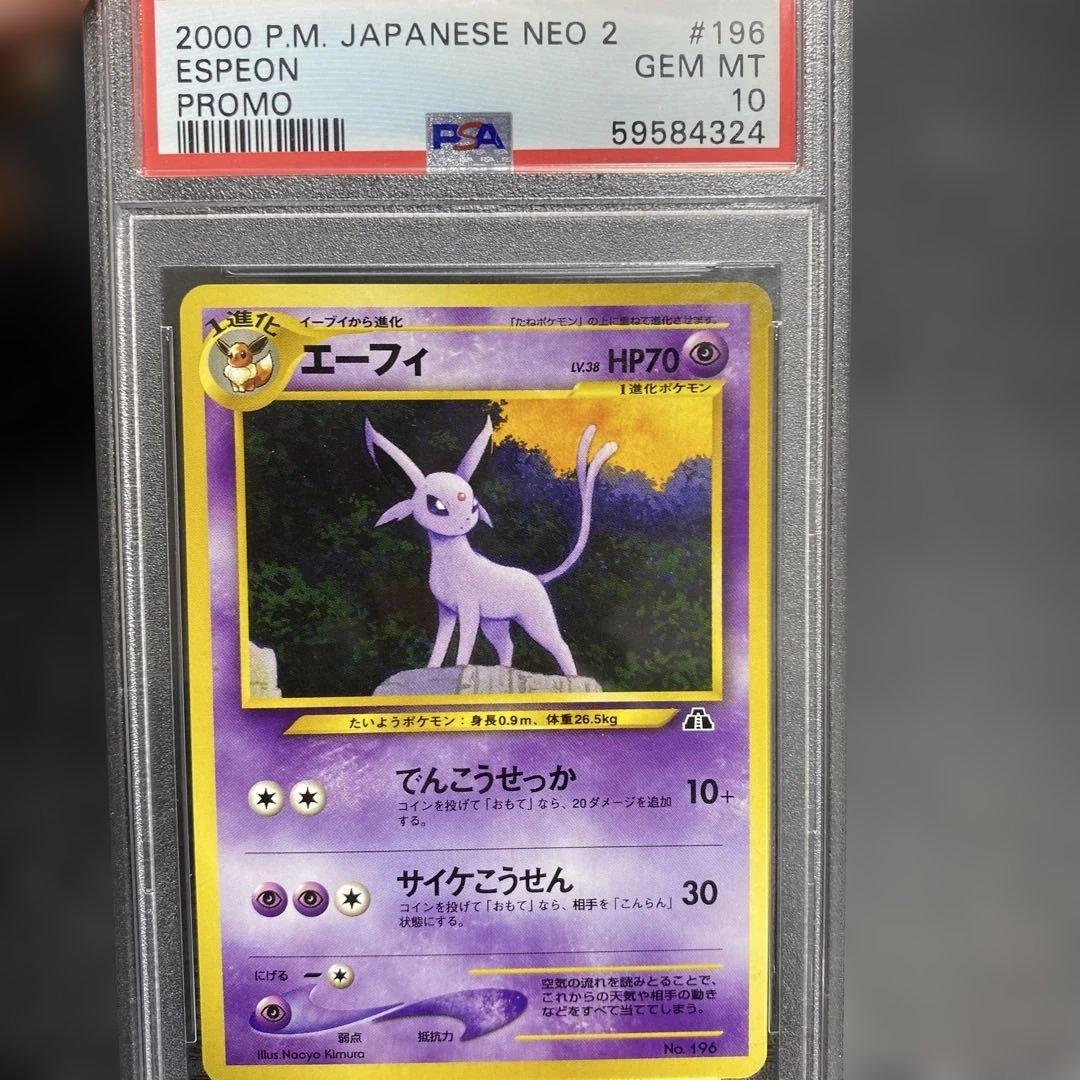 2000 P.M. JAPANESE NEO 2 #196
ESPEON GEM MT
PROMO 10
PSA 59584324
1進化 イーブイから進化 「たねポケモン」の上に重ねて進化させます。
エーフィ LV.38 HP70
1進化ポケモン
たいようポケモン：身長0.9m、体重26.5kg
でんこうせっか 10+
コインを投げて「おもて」なら、20ダメージを追加
する。
サイケこうせん 30
コインを投げて「おもて」なら、相手を「こんらん」
状態にする。
にげる
空気の流れを読みとることで、
これからの天気や相手の動き
などをすべて当ててしまう。
弱点 抵抗力
Illus.Naoyo Kimura No. 196